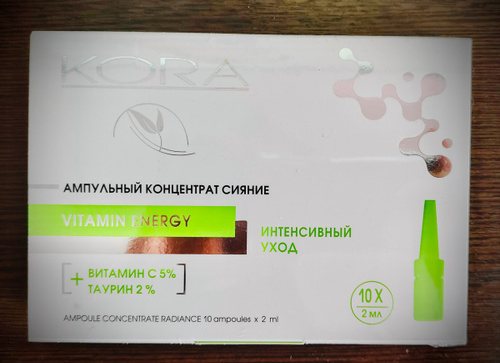 KORA
АМПУЛЬНЫЙ КОНЦЕНТРАТ СИЯНИЕ
VITAMIN ENERGY
ИНТЕНСИВНЫЙ
УХОД
+ ВИТАМИН С 5%
ТАУРИН 2 %
10 X
2 МЛ
AMPOULE CONCENTRATE RADIANCE 10 ampoules x 2 ml